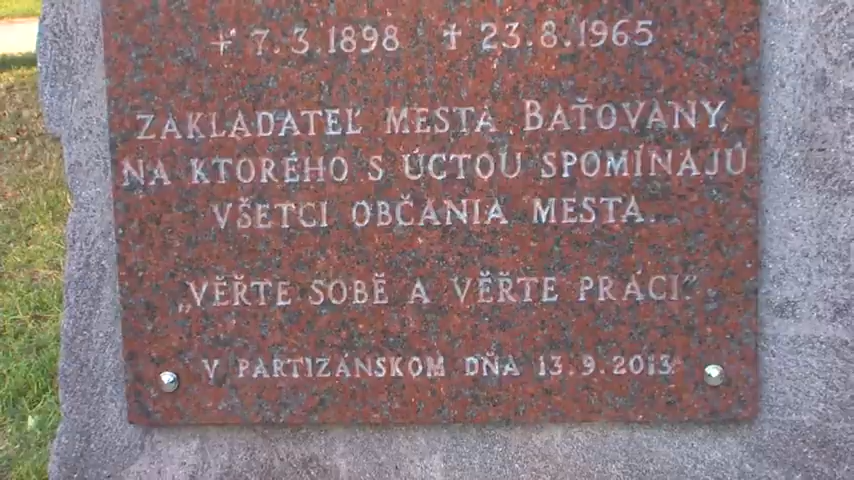 * 7.3.1898 † 23.8.1965
ZAKLADATEĽ MESTA BAŤOVANY,
NA KTORÉHO S ÚCTOU SPOMÍNAJÚ
VŠETCI OBČANIA MESTA.
„VĚŘTE SOBĚ A VĚŘTE PRÁCI"
V PARTIZÁNSKOM DŇA 13.9.2013